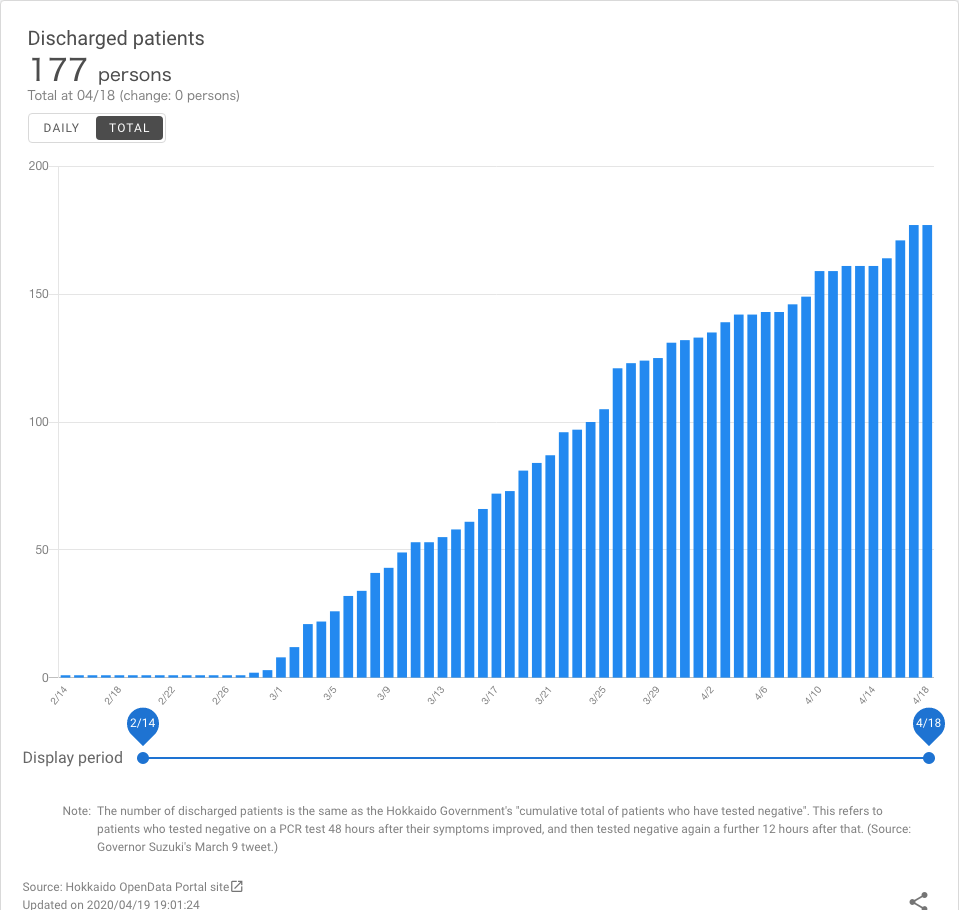 Discharged patients
177 persons
Total at 04/18 (change: 0 persons)
DAILY TOTAL
200
150
100
50
0
2/14 2/18 2/22 2/26 3/1 3/5 3/9 3/13 3/17 3/21 3/25 3/29 4/2 4/6 4/10 4/14 4/18
2/14 4/18
Display period
Note: The number of discharged patients is the same as the Hokkaido Government's "cumulative total of patients who have tested negative". This refers to
patients who tested negative on a PCR test 48 hours after their symptoms improved, and then tested negative again a further 12 hours after that. (Source:
Governor Suzuki's March 9 tweet.)
Source: Hokkaido OpenData Portal site
Updated on 2020/04/19 19:01:24